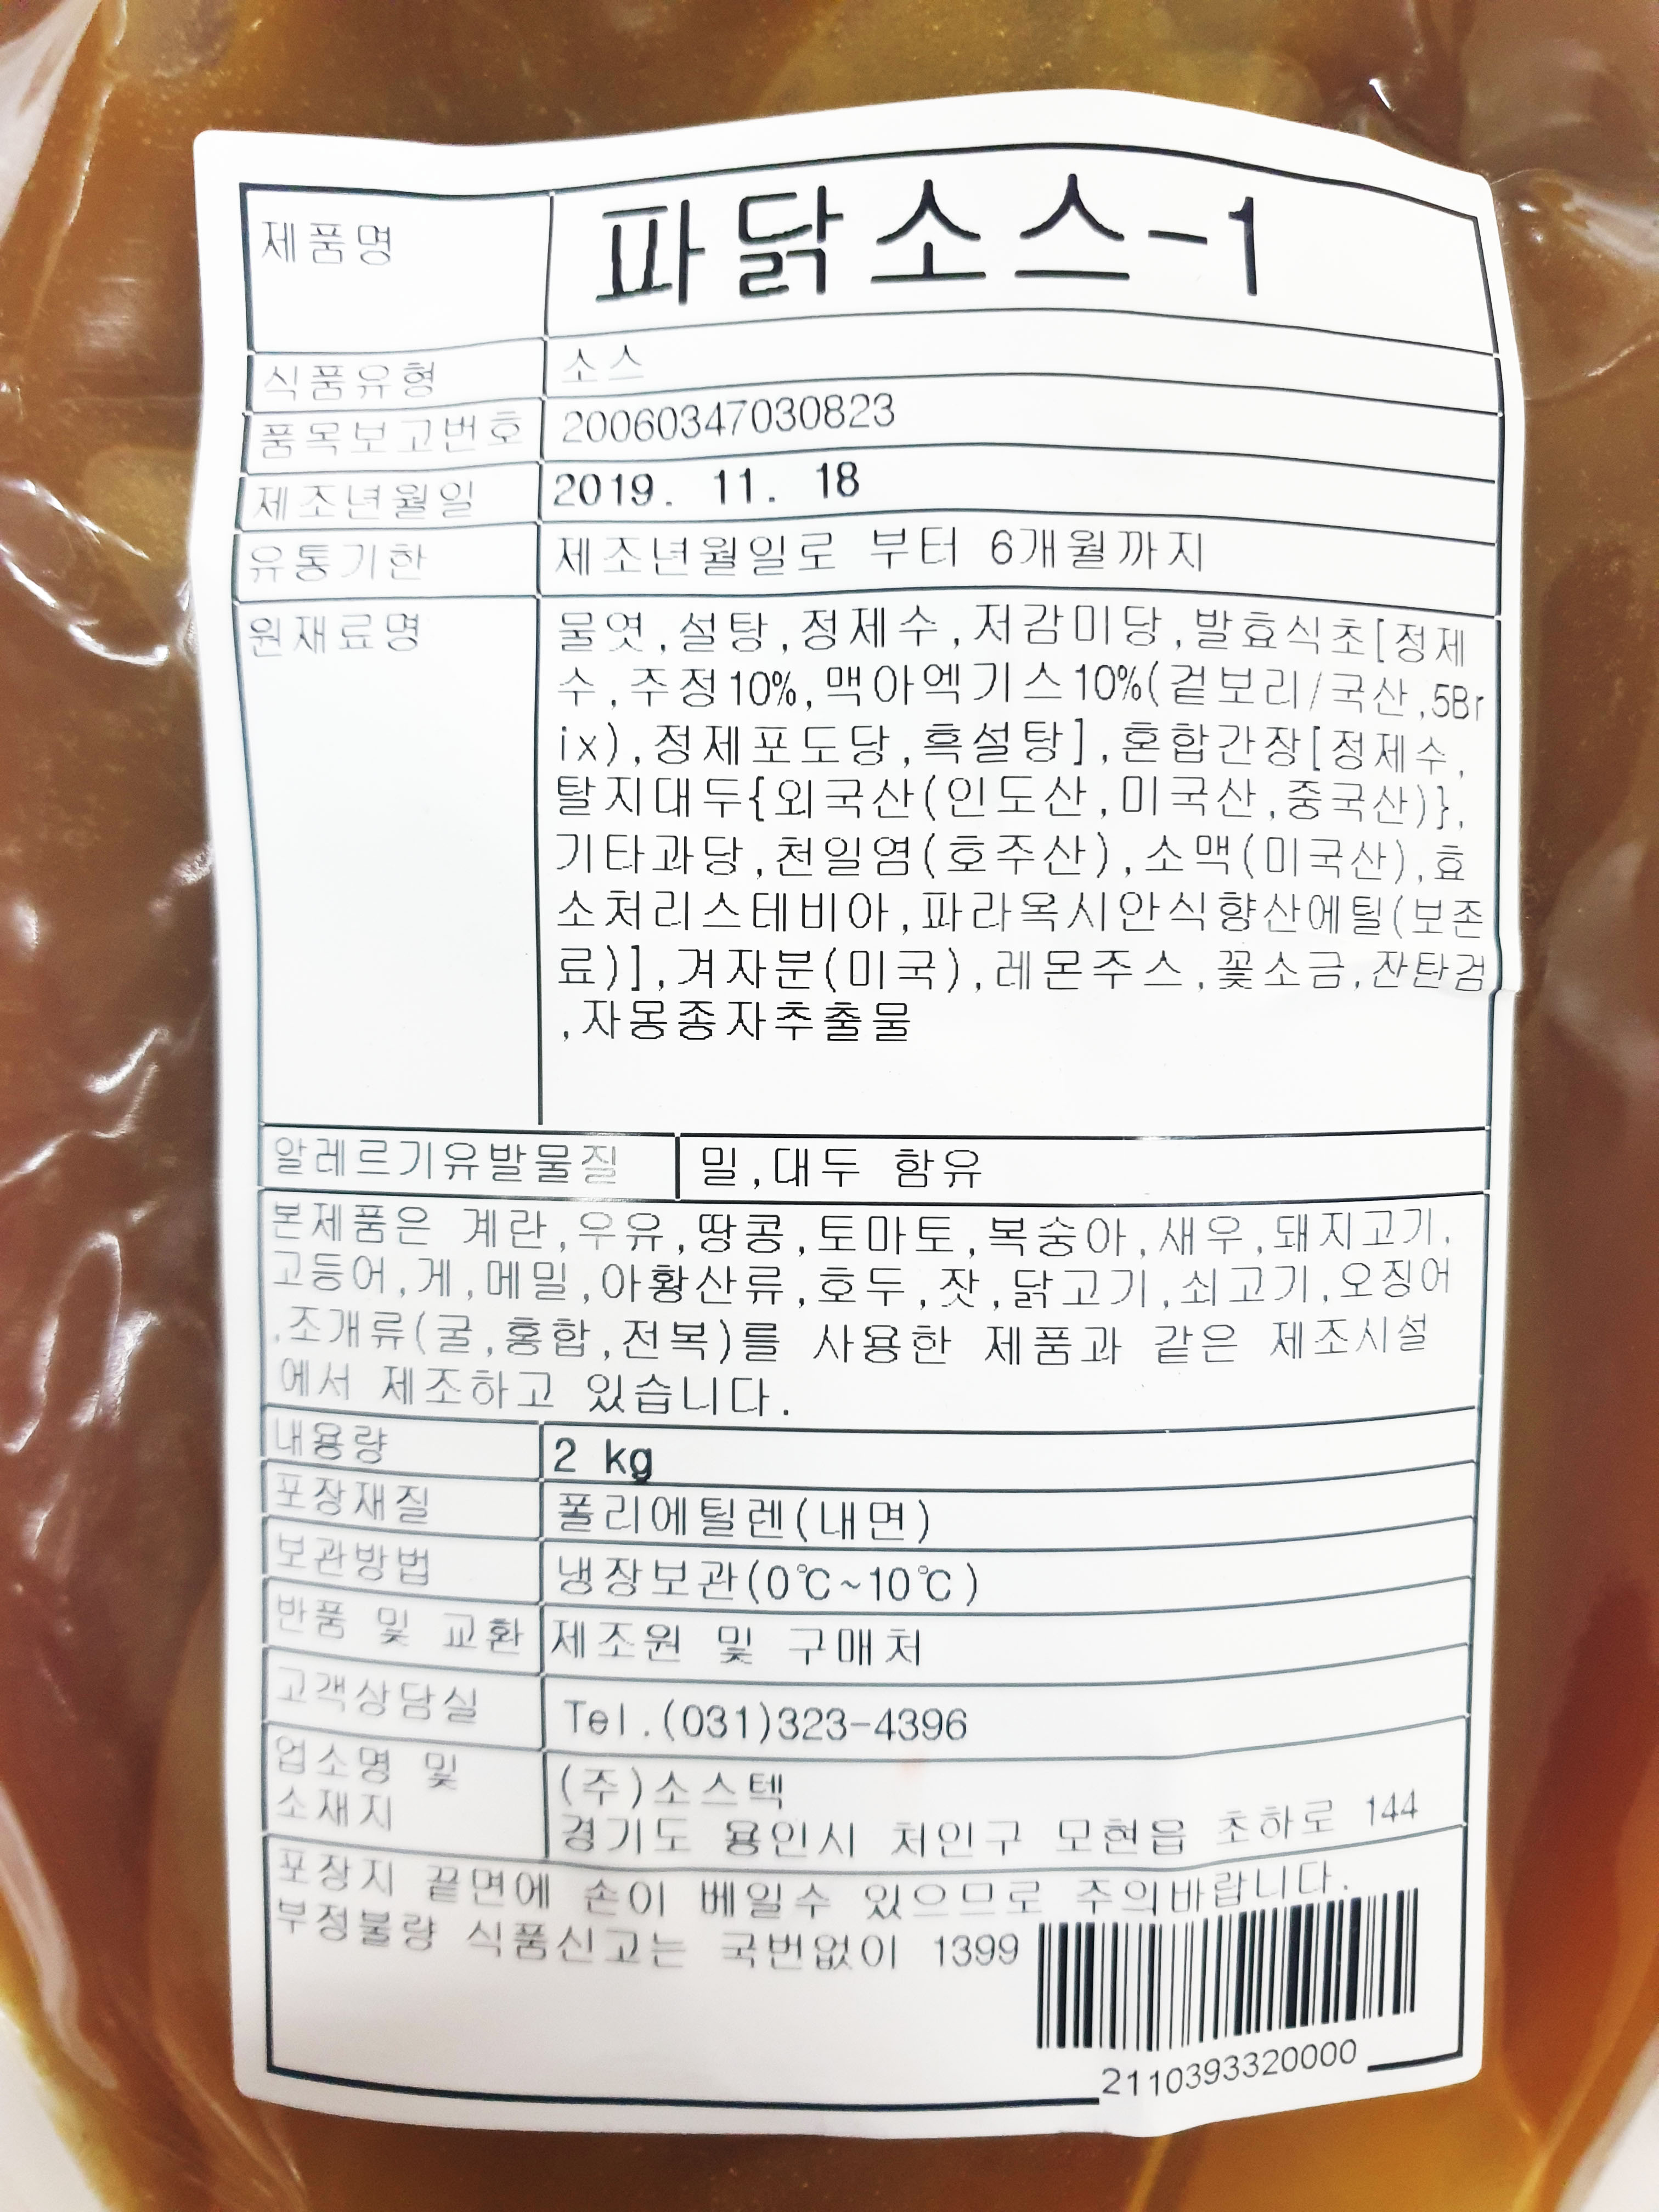 제품명 파닭소스-1
식품유형 소스
품목보고번호 20060347030823
제조년월일 2019. 11. 18
유통기한 제조년월일로 부터 6개월까지
원재료명 물엿,설탕,정제수,저감미당,발효식초[정제
수,주정10%,맥아엑기스10%(겉보리/국산,5Br
ix),정제포도당,흑설탕],혼합간장[정제수,
탈지대두{외국산(인도산,미국산,중국산)},
기타과당,천일염(호주산),소맥(미국산),효
소처리스테비아,파라옥시안식향산에틸(보존
료)],겨자분(미국),레몬주스,꽃소금,잔탄검
,자몽종자추출물
알레르기유발물질 밀,대두 함유
본제품은 계란,우유,땅콩,토마토,복숭아,새우,돼지고기,
고등어,게,메밀,아황산류,호두,잣,닭고기,쇠고기,오징어
,조개류(굴,홍합,전복)를 사용한 제품과 같은 제조시설
에서 제조하고 있습니다.
내용량 2 kg
포장재질 폴리에틸렌(내면)
보관방법 냉장보관(0℃~10℃)
반품 및 교환 제조원 및 구매처
고객상담실 Tel.(031)323-4396
업소명 및 (주)소스텍
소재지 경기도 용인시 처인구 모현읍 초하로 144
포장지 끝면에 손이 베일수 있으므로 주의바랍니다.
부정불량 식품신고는 국번없이 1399
2110393320000